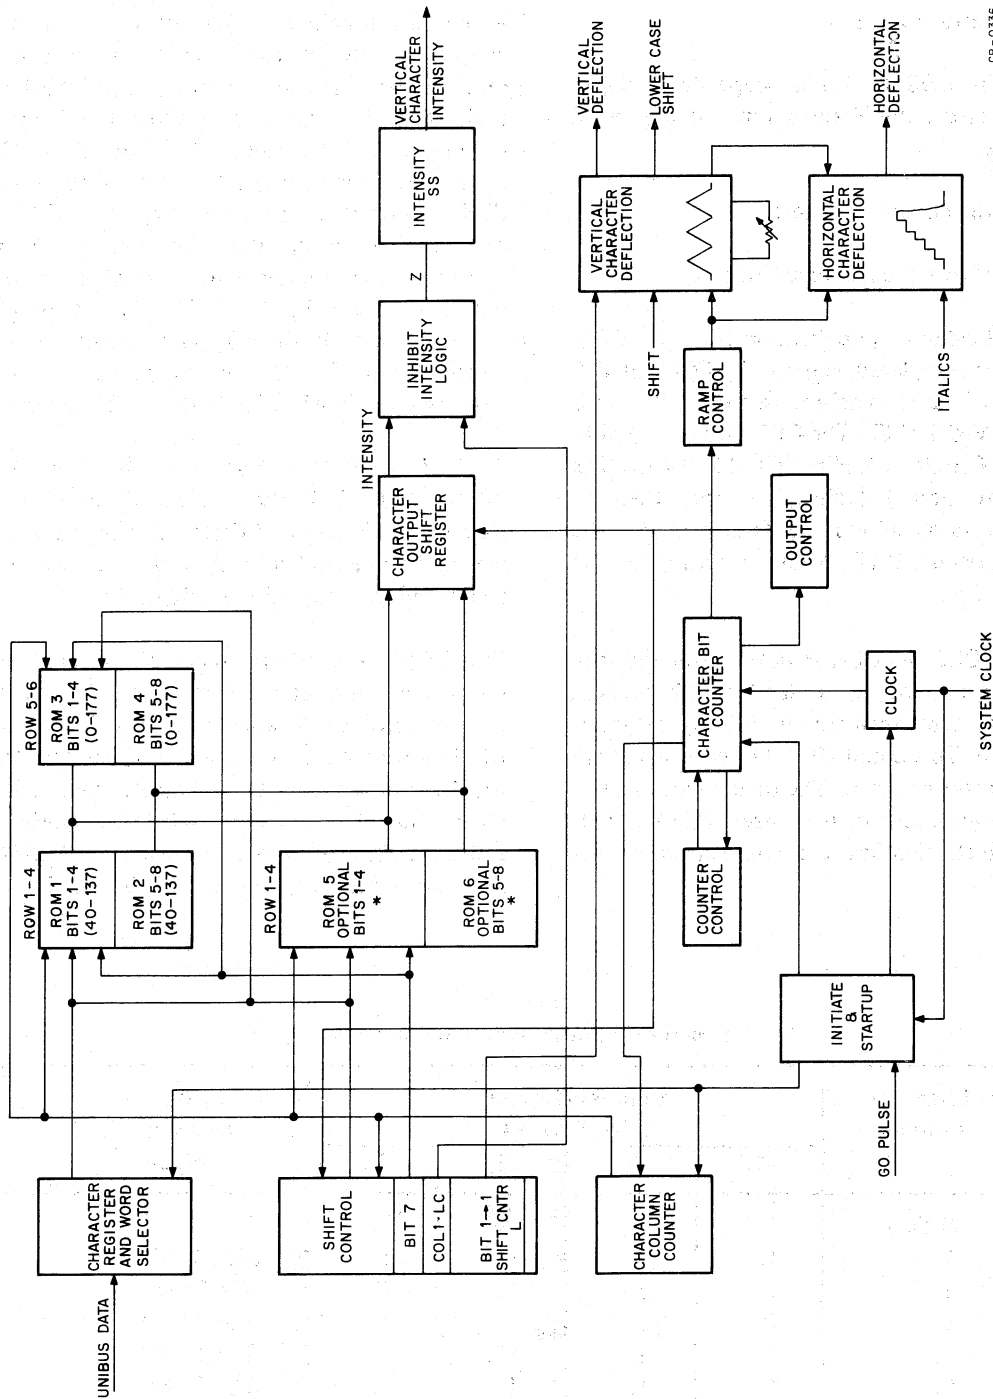 UNIBUS DATA
CHARACTER
REGISTER
AND WORD
SELECTOR
SHIFT
CONTROL
BIT 7
COL1·LC
BIT 1→1
SHIFT CNTR
L
CHARACTER
COLUMN
COUNTER
ROW 1-4
ROM 1
BITS 1-4
(40-137)
ROM 2
BITS 5-8
(40-137)
ROW 5-6
ROM 3
BITS 1-4
(0-177)
ROM 4
BITS 5-8
(0-177)
ROW 1-4
ROM 5
OPTIONAL
BITS 1-4
*
ROM 6
OPTIONAL
BITS 5-8
*
CHARACTER
OUTPUT
SHIFT
REGISTER
INTENSITY
INHIBIT
INTENSITY
LOGIC
Z
INTENSITY
SS
VERTICAL
CHARACTER
INTENSITY
GO PULSE
INITIATE
&
STARTUP
COUNTER
CONTROL
CHARACTER BIT
COUNTER
CLOCK
SYSTEM CLOCK
OUTPUT
CONTROL
RAMP
CONTROL
SHIFT
ITALICS
VERTICAL
CHARACTER
DEFLECTION
HORIZONTAL
CHARACTER
DEFLECTION
VERTICAL
DEFLECTION
LOWER CASE
SHIFT
HORIZONTAL
DEFLECTION